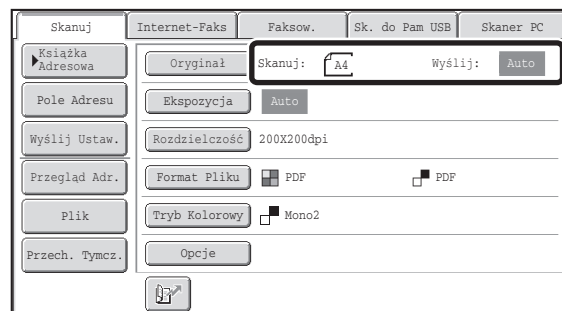 Skanuj Internet-Faks Faksow. Sk. do Pam USB Skaner PC
Książka
Adresowa
Oryginał Skanuj: A4 Wyślij: Auto
Pole Adresu Ekspozycja Auto
Wyślij Ustaw. Rozdzielczość 200X200dpi
Przegląd Adr. Format Pliku PDF PDF
Plik Tryb Kolorowy Mono2
Przech. Tymcz. Opcje